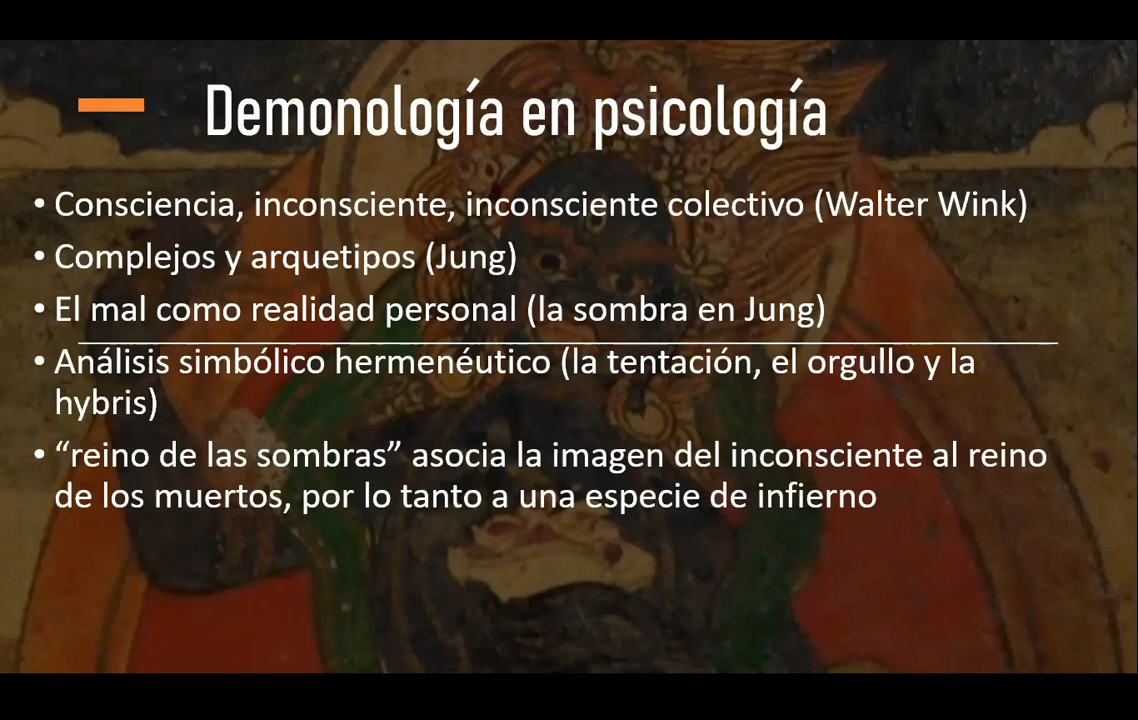 Demonología en psicología
• Consciencia, inconsciente, inconsciente colectivo (Walter Wink)
• Complejos y arquetipos (Jung)
• El mal como realidad personal (la sombra en Jung)
• Análisis simbólico hermenéutico (la tentación, el orgullo y la
hybris)
• “reino de las sombras” asocia la imagen del inconsciente al reino
de los muertos, por lo tanto a una especie de infierno